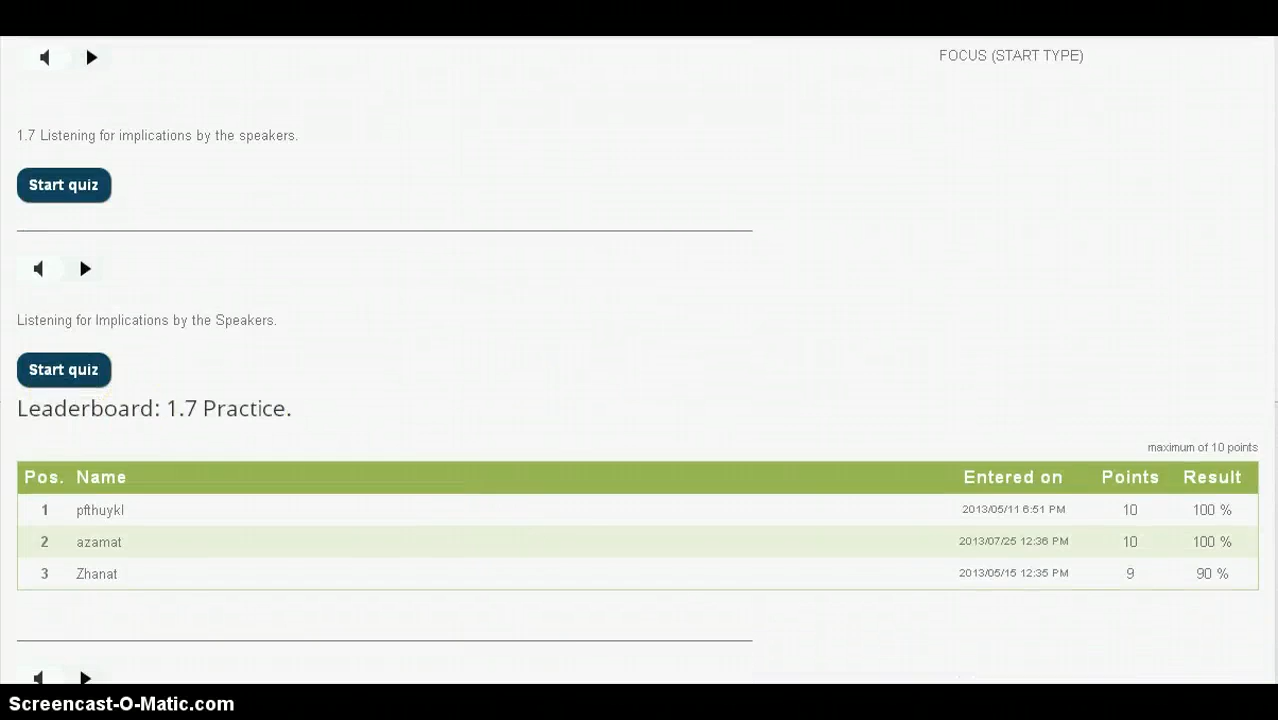 FOCUS (START TYPE)
1.7 Listening for implications by the speakers.
Start quiz
Listening for Implications by the Speakers.
Start quiz
Leaderboard: 1.7 Practice.
maximum of 10 points
Pos. Name Entered on Points Result
1 pfthuykl 2013/05/11 6:51 PM 10 100 %
2 azamat 2013/07/25 12:36 PM 10 100 %
3 Zhanat 2013/05/15 12:35 PM 9 90 %
Screencast-O-Matic.com